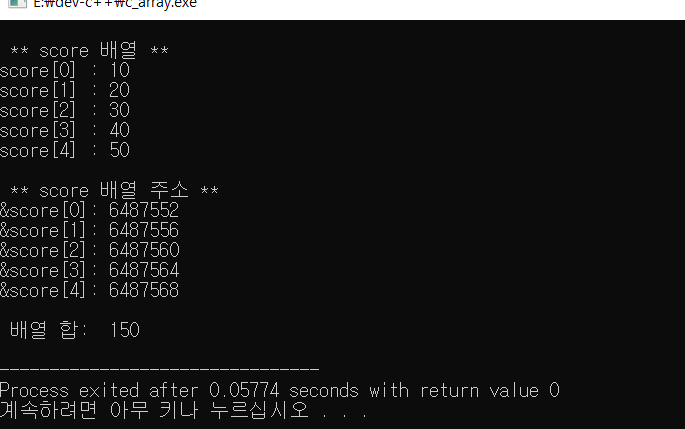 E:\dev-c++\c_array.exe
** score 배열 **
score[0] : 10
score[1] : 20
score[2] : 30
score[3] : 40
score[4] : 50
** score 배열 주소 **
&score[0]: 6487552
&score[1]: 6487556
&score[2]: 6487560
&score[3]: 6487564
&score[4]: 6487568
배열 합:  150
--------------------------------
Process exited after 0.05774 seconds with return value 0
계속하려면 아무 키나 누르십시오 . . .